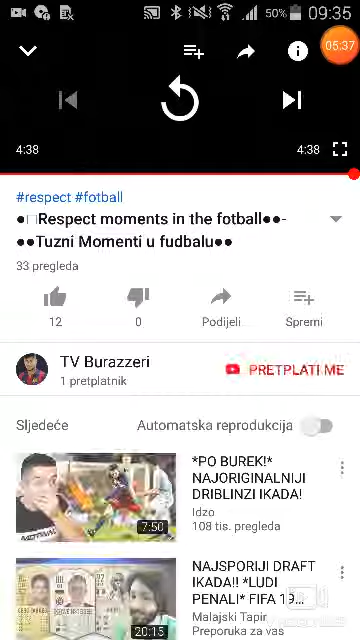 50% 09:35
05:37
4:38 4:38
#respect #fotball
●□Respect moments in the fotball●●-
●●Tuzni Momenti u fudbalu●●
33 pregleda
12 0 Podijeli... Spremi
TV Burazzeri
1 pretplatnik
PRETPLATI ME
Sljedeće Automatska reprodukcija
*PO BUREK!*
NAJORIGINALNIJI
DRIBLINZI IKADA!
Idzo
108 tis. pregleda
7:50
NAJSPORIJI DRAFT
IKADA!! *LUDI
PENALI* FIFA 19...
Malajski Tapir
Preporuka za vas
20:15